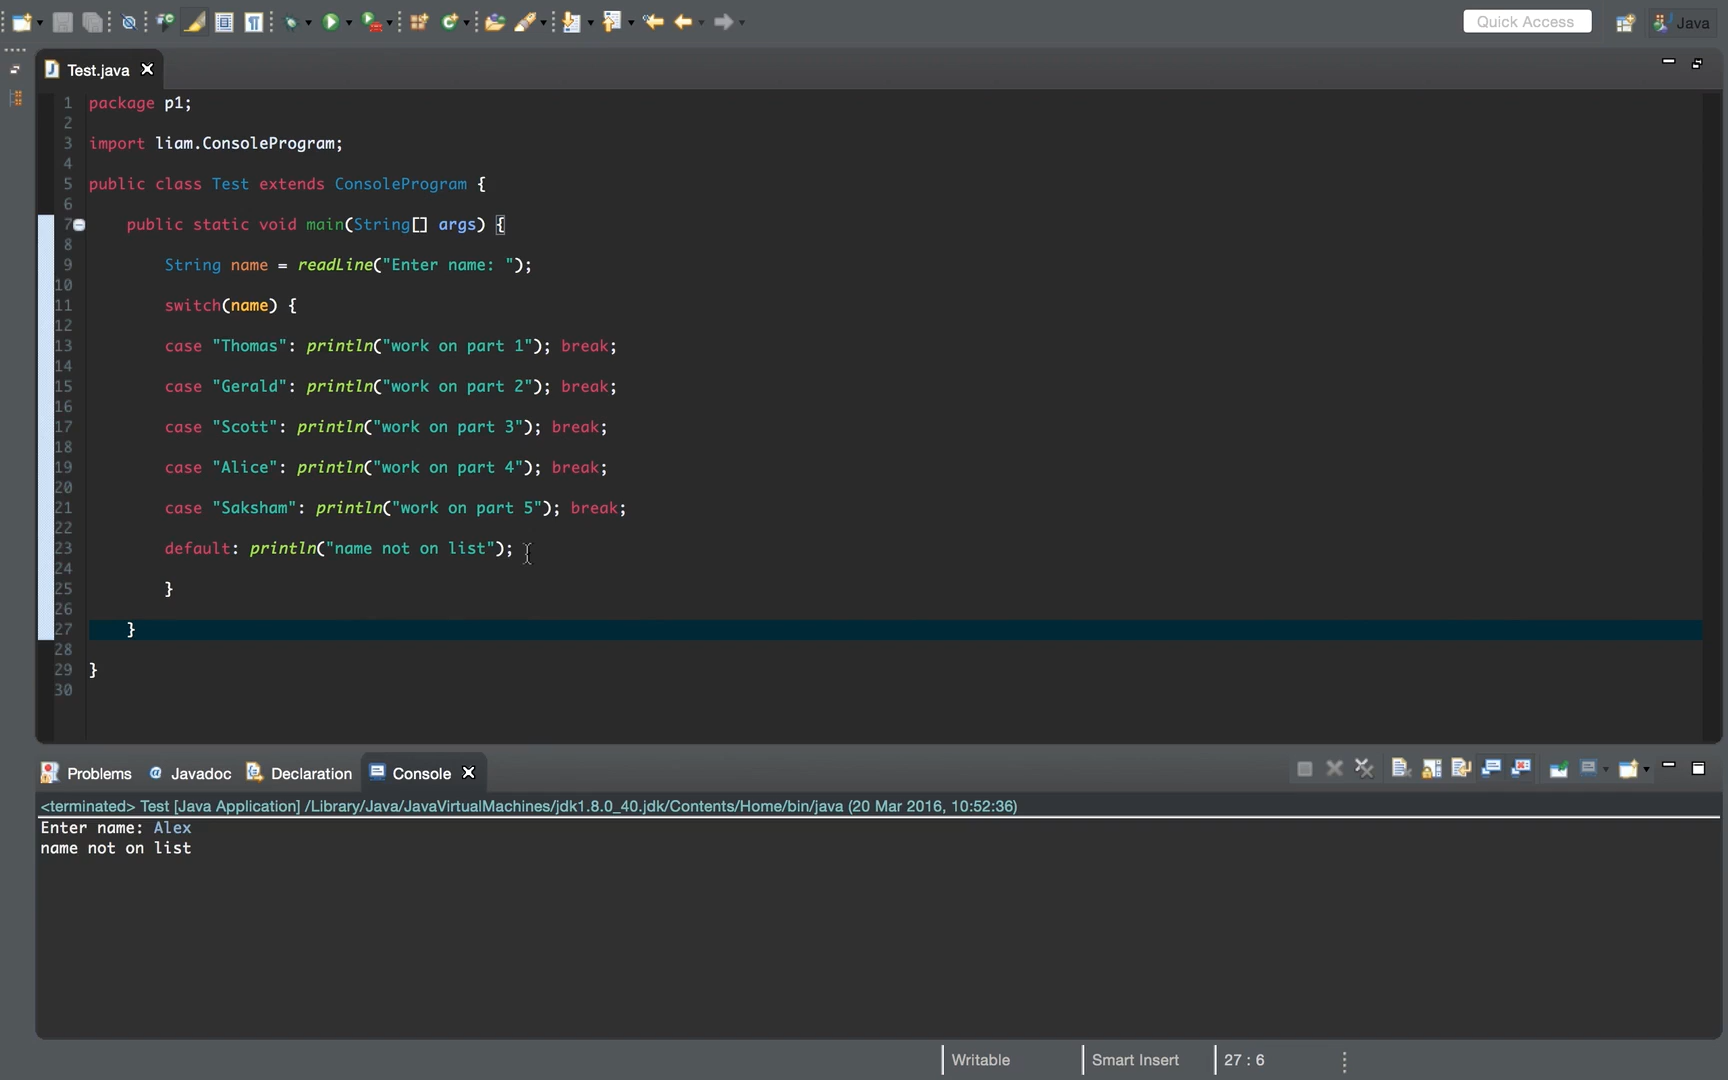 Quick Access
Java
Test.java
1 package p1;
2
3 import liam.ConsoleProgram;
4
5 public class Test extends ConsoleProgram {
6
7 public static void main(String[] args) {
8
9 String name = readLine("Enter name: ");
10
11 switch(name) {
12
13 case "Thomas": println("work on part 1"); break;
14
15 case "Gerald": println("work on part 2"); break;
16
17 case "Scott": println("work on part 3"); break;
18
19 case "Alice": println("work on part 4"); break;
20
21 case "Saksham": println("work on part 5"); break;
22
23 default: println("name not on list");
24
25 }
26
27 }
28
29 }
30
Problems @ Javadoc Declaration Console
<terminated> Test [Java Application] /Library/Java/JavaVirtualMachines/jdk1.8.0_40.jdk/Contents/Home/bin/java (20 Mar 2016, 10:52:36)
Enter name: Alex
name not on list
Writable Smart Insert 27 : 6